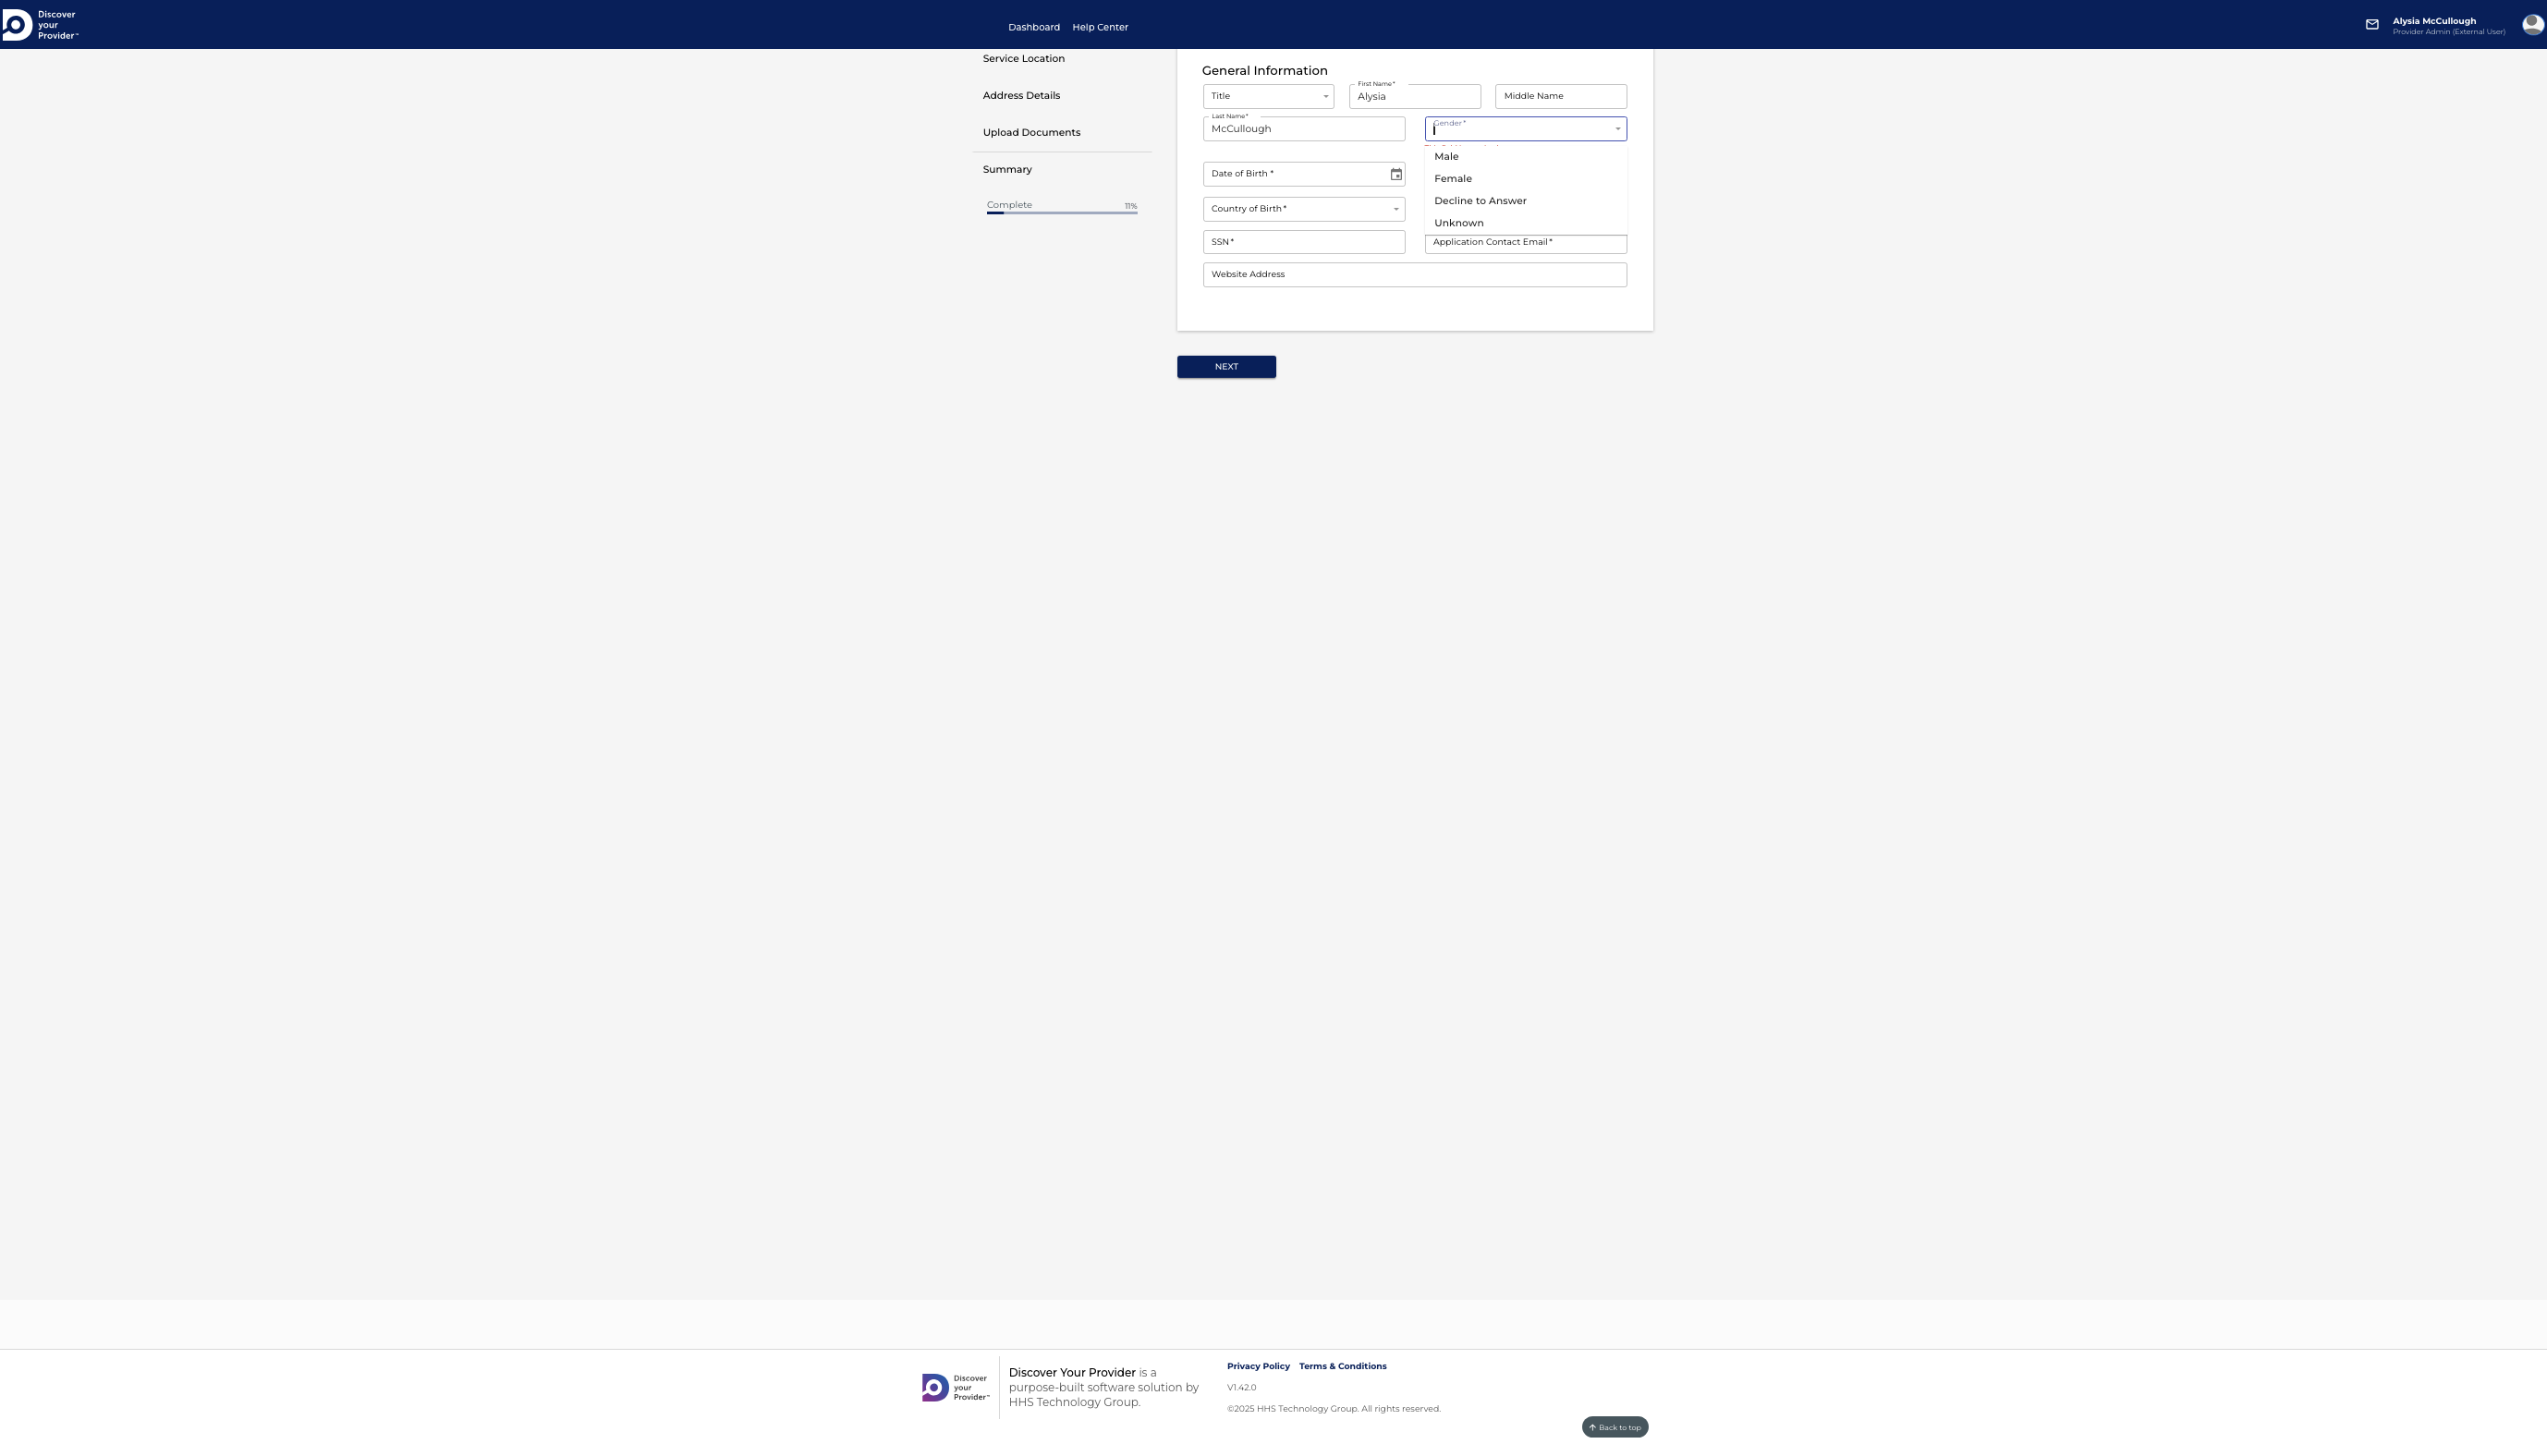 Discover
your
Provider™
Dashboard Help Center
Alysia McCullough
Provider Admin (External User)
Service Location
Address Details
Upload Documents
Summary
Complete 11%
General Information
Title
First Name *
Alysia
Middle Name
Last Name *
McCullough
Gender *
Male
Female
Decline to Answer
Unknown
Date of Birth *
Country of Birth *
SSN *
Application Contact Email *
Website Address
NEXT
Discover
your
Provider™
Discover Your Provider is a
purpose-built software solution by
HHS Technology Group.
Privacy Policy Terms & Conditions
V1.42.0
©2025 HHS Technology Group. All rights reserved.
Back to top